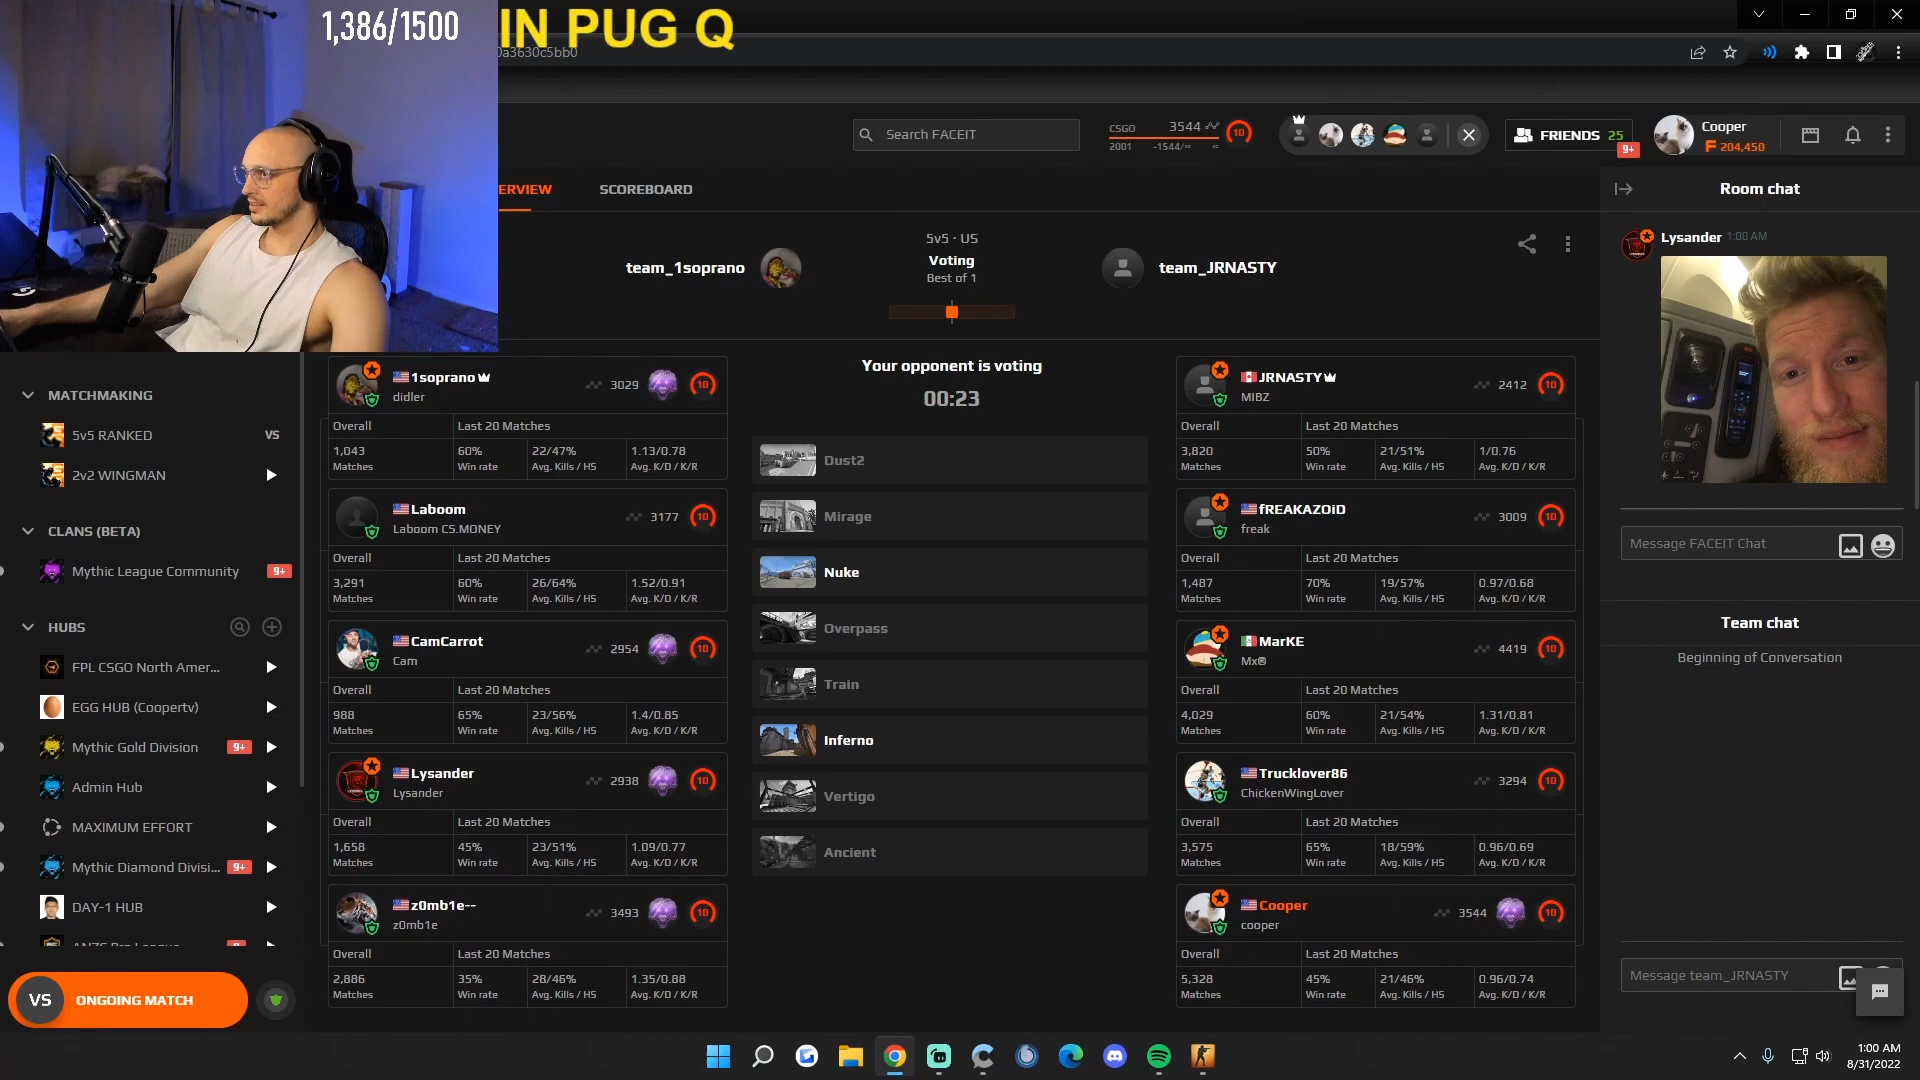 1,386/1500
IN PUG Q
0a3630c5bb0
Search FACEIT
CSGO 3544 10
2001 -1544/∞ ∞
FRIENDS 25
9+
Cooper
204,450
ERVIEW
SCOREBOARD
Room chat
team_1soprano
5v5 · US
Voting
Best of 1
team_JRNASTY
Lysander 1:00 AM
MATCHMAKING
5v5 RANKED VS
2v2 WINGMAN
CLANS (BETA)
Mythic League Community 9+
HUBS
FPL CSGO North Amer...
EGG HUB (Coopertv)
Mythic Gold Division 9+
Admin Hub
MAXIMUM EFFORT
Mythic Diamond Divisi... 9+
DAY-1 HUB
VS ONGOING MATCH
1soprano 3029 10
didler
Overall Last 20 Matches
1,043 60% 22/47% 1.13/0.78
Matches Win rate Avg. Kills / HS Avg. K/D / K/R
Laboom 3177 10
Laboom CS.MONEY
Overall Last 20 Matches
3,291 60% 26/64% 1.52/0.91
Matches Win rate Avg. Kills / HS Avg. K/D / K/R
CamCarrot 2954 10
Cam
Overall Last 20 Matches
988 65% 23/56% 1.4/0.85
Matches Win rate Avg. Kills / HS Avg. K/D / K/R
Lysander 2938 10
Lysander
Overall Last 20 Matches
1,658 45% 23/51% 1.09/0.77
Matches Win rate Avg. Kills / HS Avg. K/D / K/R
z0mb1e-- 3493 10
z0mb1e
Overall Last 20 Matches
2,886 35% 28/46% 1.35/0.88
Matches Win rate Avg. Kills / HS Avg. K/D / K/R
Your opponent is voting
00:23
Dust2
Mirage
Nuke
Overpass
Train
Inferno
Vertigo
Ancient
JRNASTY 2412 10
MIBZ
Overall Last 20 Matches
3,820 50% 21/51% 1/0.76
Matches Win rate Avg. Kills / HS Avg. K/D / K/R
fREAKAZOiD 3009 10
freak
Overall Last 20 Matches
1,487 70% 19/57% 0.97/0.68
Matches Win rate Avg. Kills / HS Avg. K/D / K/R
MarKE 4419 10
Mx®
Overall Last 20 Matches
4,029 60% 21/54% 1.31/0.81
Matches Win rate Avg. Kills / HS Avg. K/D / K/R
Trucklover86 3294 10
ChickenWingLover
Overall Last 20 Matches
3,575 65% 18/59% 0.96/0.69
Matches Win rate Avg. Kills / HS Avg. K/D / K/R
Cooper 3544 10
cooper
Overall Last 20 Matches
5,328 45% 21/46% 0.96/0.74
Matches Win rate Avg. Kills / HS Avg. K/D / K/R
Message FACEIT Chat
Team chat
Beginning of Conversation
Message team_JRNASTY
1:00 AM
8/31/2022